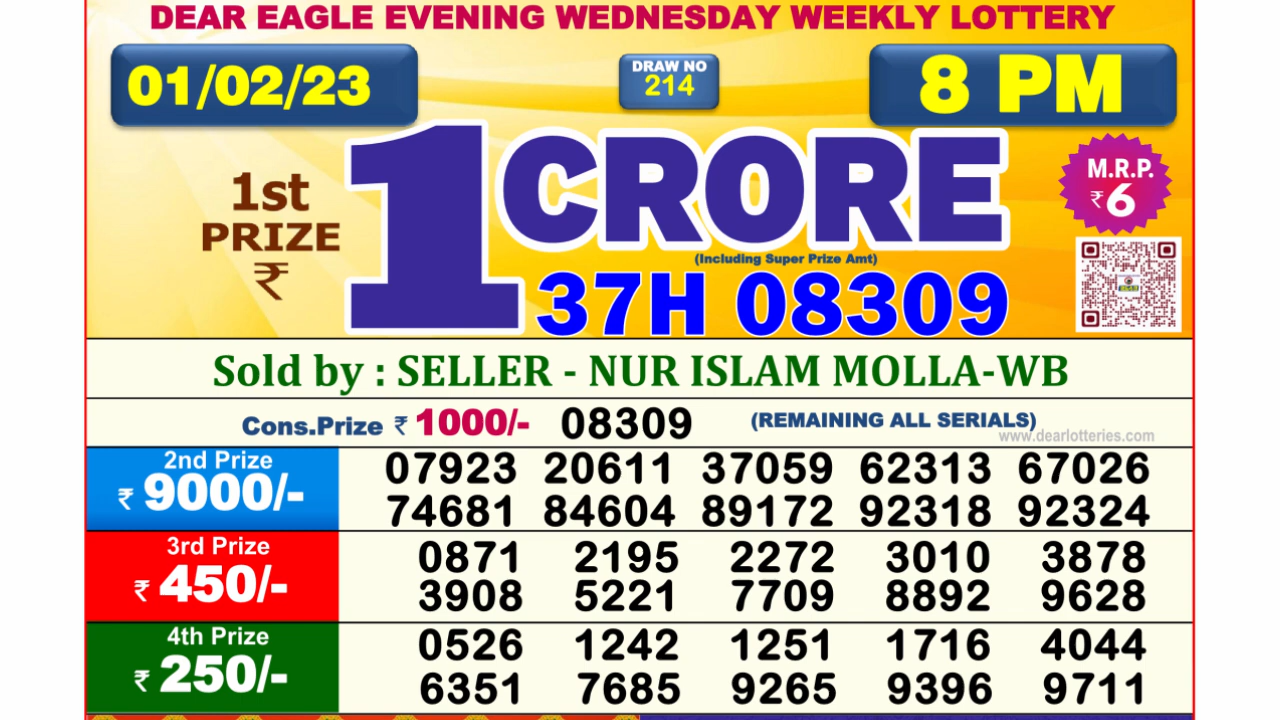 DEAR EAGLE EVENING WEDNESDAY WEEKLY LOTTERY
01/02/23
DRAW NO
214
8 PM
1st
PRIZE
₹
1 CRORE
(Including Super Prize Amt)
37H 08309
M.R.P.
₹ 6
Sold by : SELLER - NUR ISLAM MOLLA-WB
Cons.Prize ₹ 1000/- 08309 (REMAINING ALL SERIALS)
www.dearlotteries.com
2nd Prize
₹ 9000/-
07923 20611 37059 62313 67026
74681 84604 89172 92318 92324
3rd Prize
₹ 450/-
0871 2195 2272 3010 3878
3908 5221 7709 8892 9628
4th Prize
₹ 250/-
0526 1242 1251 1716 4044
6351 7685 9265 9396 9711